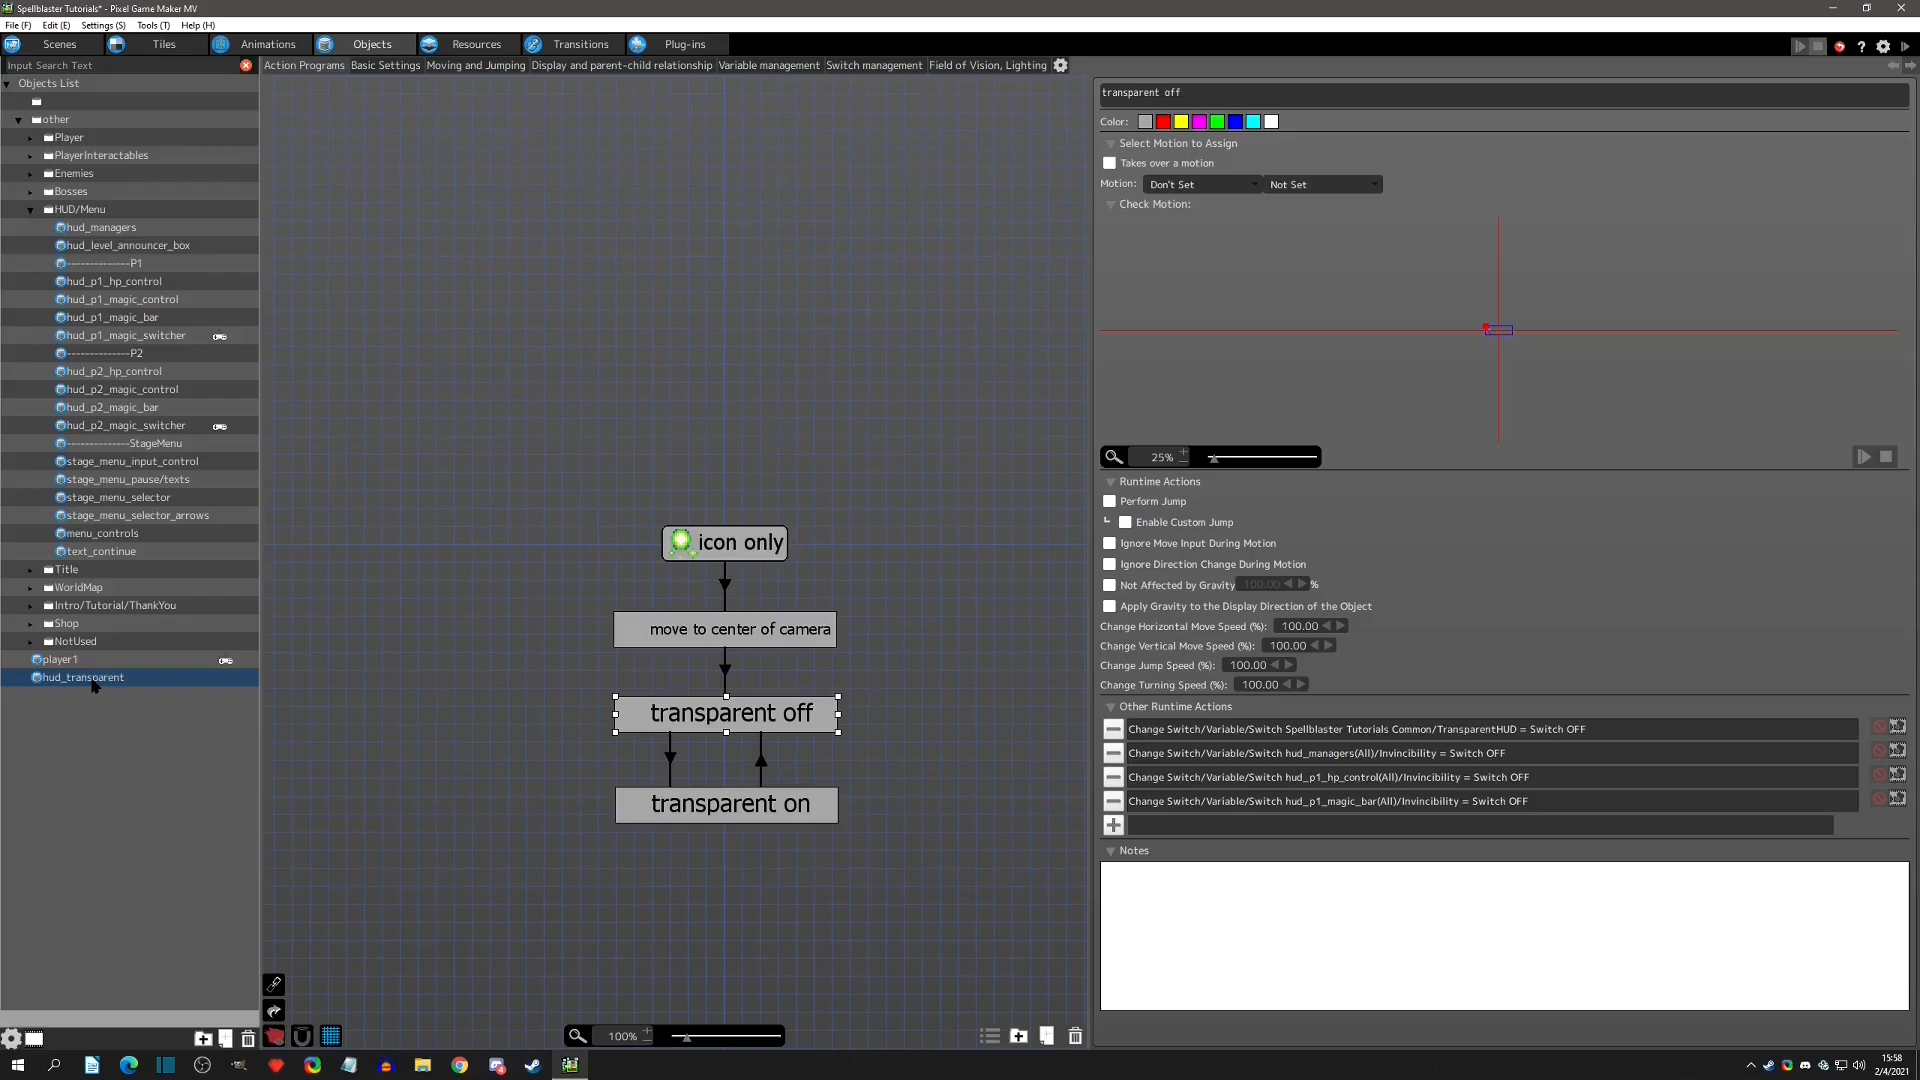 Spellblaster Tutorials* - Pixel Game Maker MV
File (F) Edit (E) Settings (S) Tools (T) Help (H)
Scenes Tiles Animations Objects Resources Transitions Plug-ins
Input Search Text
Action Programs Basic Settings Moving and Jumping Display and parent-child relationship Variable management Switch management Field of Vision, Lighting
Objects List
other
Player
PlayerInteractables
Enemies
Bosses
HUD/Menu
hud_managers
hud_level_announcer_box
--------------P1
hud_p1_hp_control
hud_p1_magic_control
hud_p1_magic_bar
hud_p1_magic_switcher
--------------P2
hud_p2_hp_control
hud_p2_magic_control
hud_p2_magic_bar
hud_p2_magic_switcher
--------------StageMenu
stage_menu_input_control
stage_menu_pause/texts
stage_menu_selector
stage_menu_selector_arrows
menu_controls
text_continue
Title
WorldMap
Intro/Tutorial/ThankYou
Shop
NotUsed
player1
hud_transparent
icon only
move to center of camera
transparent off
transparent on
100%
transparent off
Color:
Select Motion to Assign
Takes over a motion
Motion: Don't Set Not Set
Check Motion:
25%
Runtime Actions
Perform Jump
Enable Custom Jump
Ignore Move Input During Motion
Ignore Direction Change During Motion
Not Affected by Gravity 100.00 %
Apply Gravity to the Display Direction of the Object
Change Horizontal Move Speed (%): 100.00
Change Vertical Move Speed (%): 100.00
Change Jump Speed (%): 100.00
Change Turning Speed (%): 100.00
Other Runtime Actions
Change Switch/Variable/Switch Spellblaster Tutorials Common/TransparentHUD = Switch OFF
Change Switch/Variable/Switch hud_managers(All)/Invincibility = Switch OFF
Change Switch/Variable/Switch hud_p1_hp_control(All)/Invincibility = Switch OFF
Change Switch/Variable/Switch hud_p1_magic_bar(All)/Invincibility = Switch OFF
Notes
15:58
2/4/2021